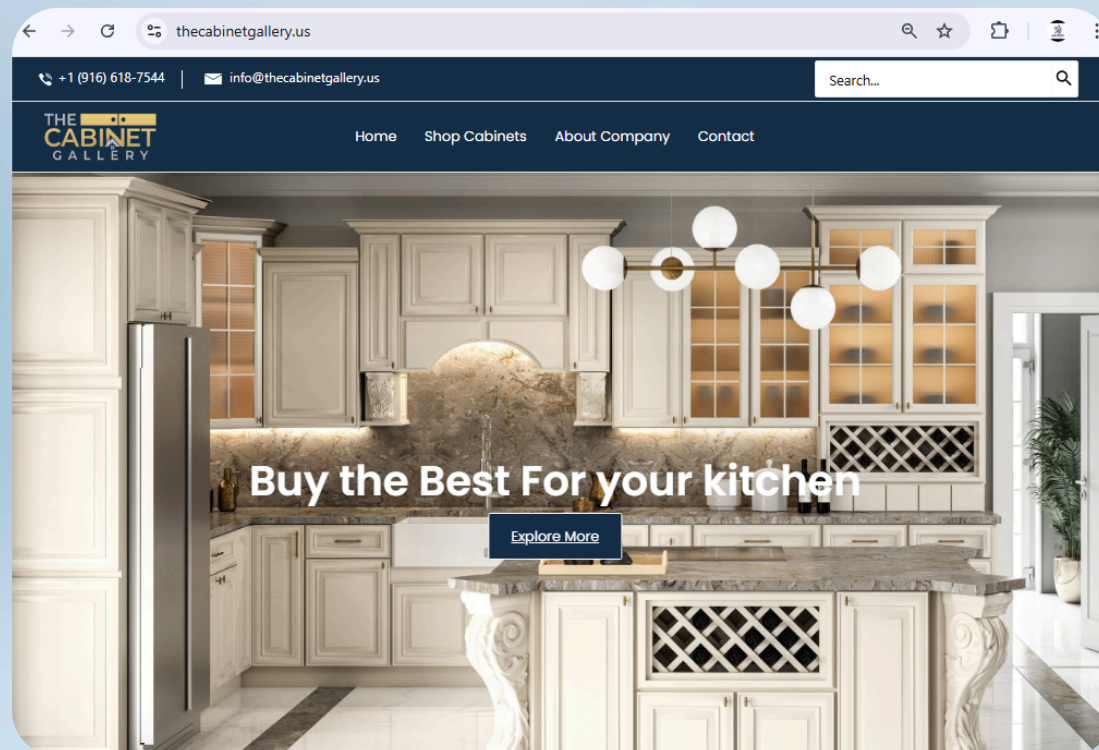 thecabinetgallery.us
+1 (916) 618-7544
info@thecabinetgallery.us
Search...
THE
CABINET
GALLERY
Home
Shop Cabinets
About Company
Contact
Buy the Best For your kitchen
Explore More